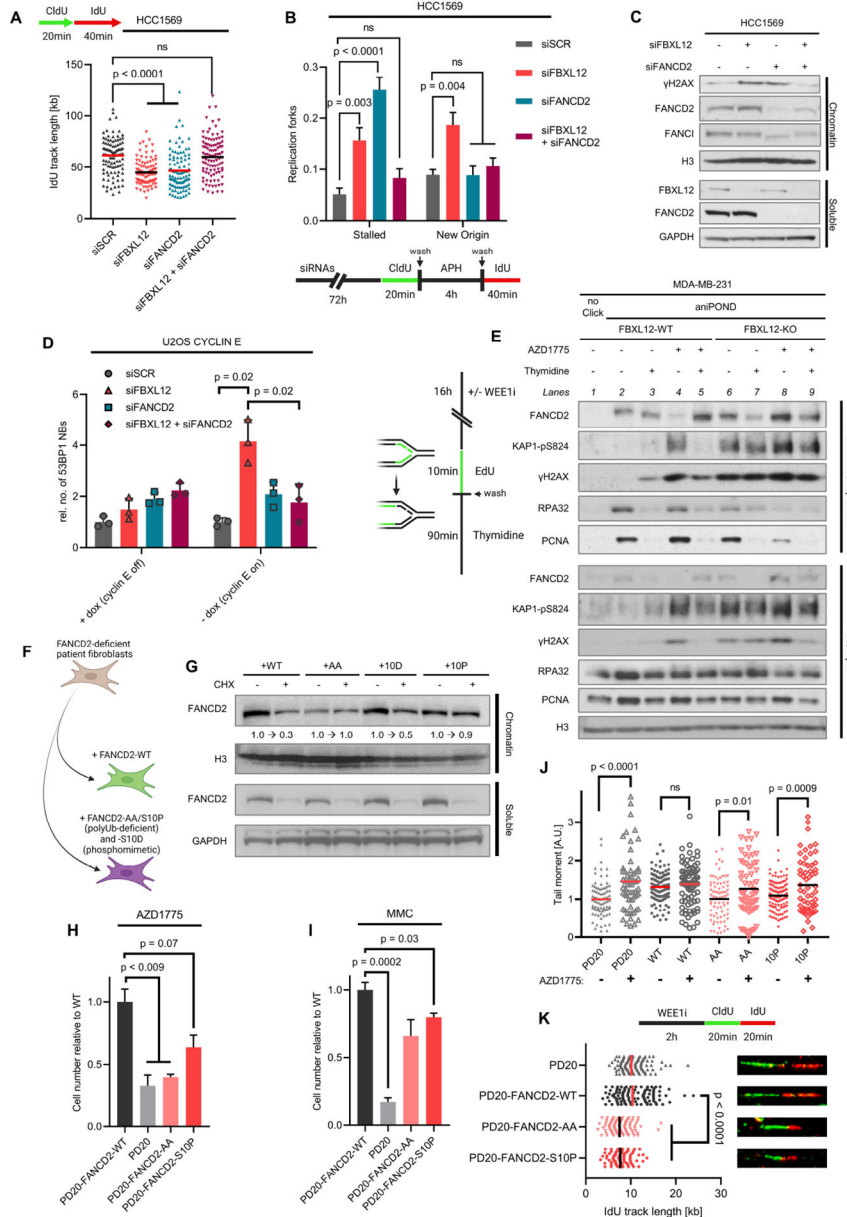 A
CldU IdU
20min 40min
HCC1569
ns
p < 0.0001
IdU track length [kb]
150
125
100
75
50
25
0
siSCR
siFBXL12
siFANCD2
siFBXL12 + siFANCD2
B
HCC1569
p < 0.0001
ns
p = 0.004
p = 0.003
Replication forks
0.3
0.2
0.1
0.0
Stalled New Origin
siSCR
siFBXL12
siFANCD2
siFBXL12
+ siFANCD2
wash wash
siRNAs CldU APH IdU
72h 20min 4h 40min
C
HCC1569
siFBXL12 - + - +
siFANCD2 - - + +
γH2AX
FANCD2
FANCI
H3
Chromatin
FBXL12
FANCD2
GAPDH
Soluble
D
U2OS CYCLIN E
siSCR
siFBXL12
siFANCD2
siFBXL12 + siFANCD2
p = 0.02
p = 0.02
rel. no. of 53BP1 NBs
6
4
2
0
+ dox (cyclin E off)
- dox (cyclin E on)
16h +/- WEE1i
10min EdU
wash
90min Thymidine
E
MDA-MB-231
no
Click
aniPOND
FBXL12-WT FBXL12-KO
AZD1775 - - - + + - - + +
Thymidine - - + - + - + - +
Lanes 1 2 3 4 5 6 7 8 9
FANCD2
KAP1-pS824
γH2AX
RPA32
PCNA
FANCD2
KAP1-pS824
γH2AX
RPA32
PCNA
H3
F
FANCD2-deficient
patient fibroblasts
+ FANCD2-WT
+ FANCD2-AA/S10P
(polyUb-deficient)
and -S10D
(phosphomimetic)
G
+WT +AA +10D +10P
CHX - + - + - + - +
FANCD2
1.0 → 0.3 1.0 → 1.0 1.0 → 0.5 1.0 → 0.9
H3
Chromatin
FANCD2
GAPDH
Soluble
H
AZD1775
p = 0.07
p < 0.009
Cell number relative to WT
1.0
0.5
0.0
PD20-FANCD2-WT
PD20
PD20-FANCD2-AA
PD20-FANCD2-S10P
I
MMC
p = 0.03
p = 0.0002
Cell number relative to WT
1.0
0.5
0.0
PD20-FANCD2-WT
PD20
PD20-FANCD2-AA
PD20-FANCD2-S10P
J
p < 0.0001
ns
p = 0.01
p = 0.0009
Tail moment [A.U.]
4
3
2
1
0
PD20 PD20 WT WT AA AA 10P 10P
AZD1775: - + - + - + - +
K
WEE1i CldU IdU
2h 20min 20min
PD20
PD20-FANCD2-WT
PD20-FANCD2-AA
PD20-FANCD2-S10P
p < 0.0001
0 10 20 30
IdU track length [kb]